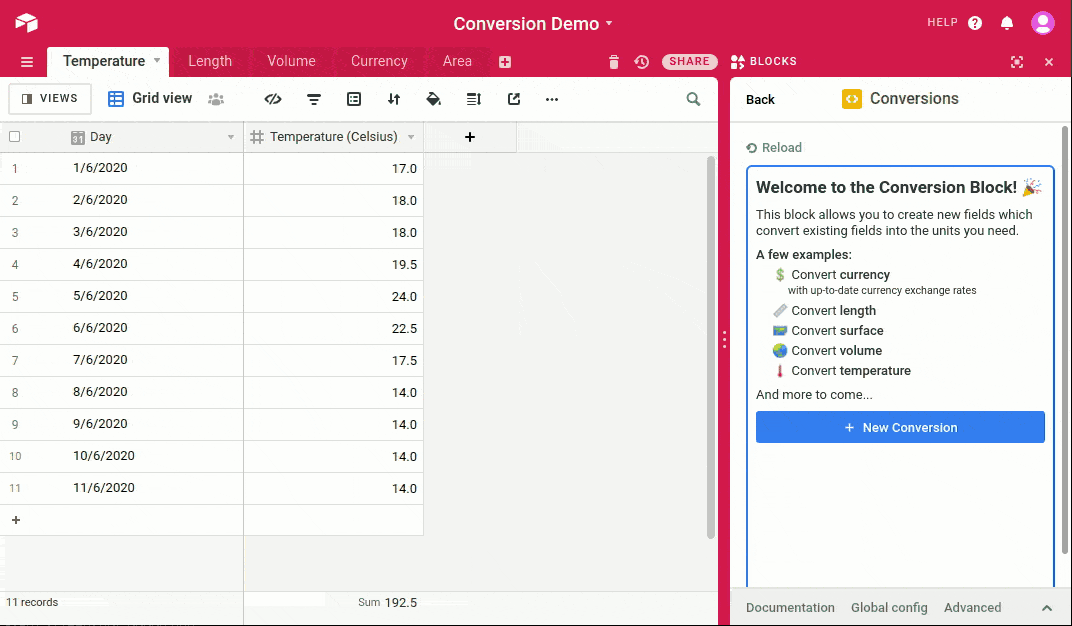 Conversion Demo
HELP
Temperature
Length
Volume
Currency
Area
SHARE
BLOCKS
VIEWS
Grid view
Back
Conversions
31 Day
Temperature (Celsius)
+
1 1/6/2020 17.0
2 2/6/2020 18.0
3 3/6/2020 18.0
4 4/6/2020 19.5
5 5/6/2020 24.0
6 6/6/2020 22.5
7 7/6/2020 17.5
8 8/6/2020 14.0
9 9/6/2020 14.0
10 10/6/2020 14.0
11 11/6/2020 14.0
+
11 records
Sum 192.5
Reload
Welcome to the Conversion Block! 🎉
This block allows you to create new fields which
convert existing fields into the units you need.
A few examples:
💲 Convert currency
with up-to-date currency exchange rates
📏 Convert length
🗺️ Convert surface
🌏 Convert volume
🌡️ Convert temperature
And more to come...
+ New Conversion
Documentation
Global config
Advanced